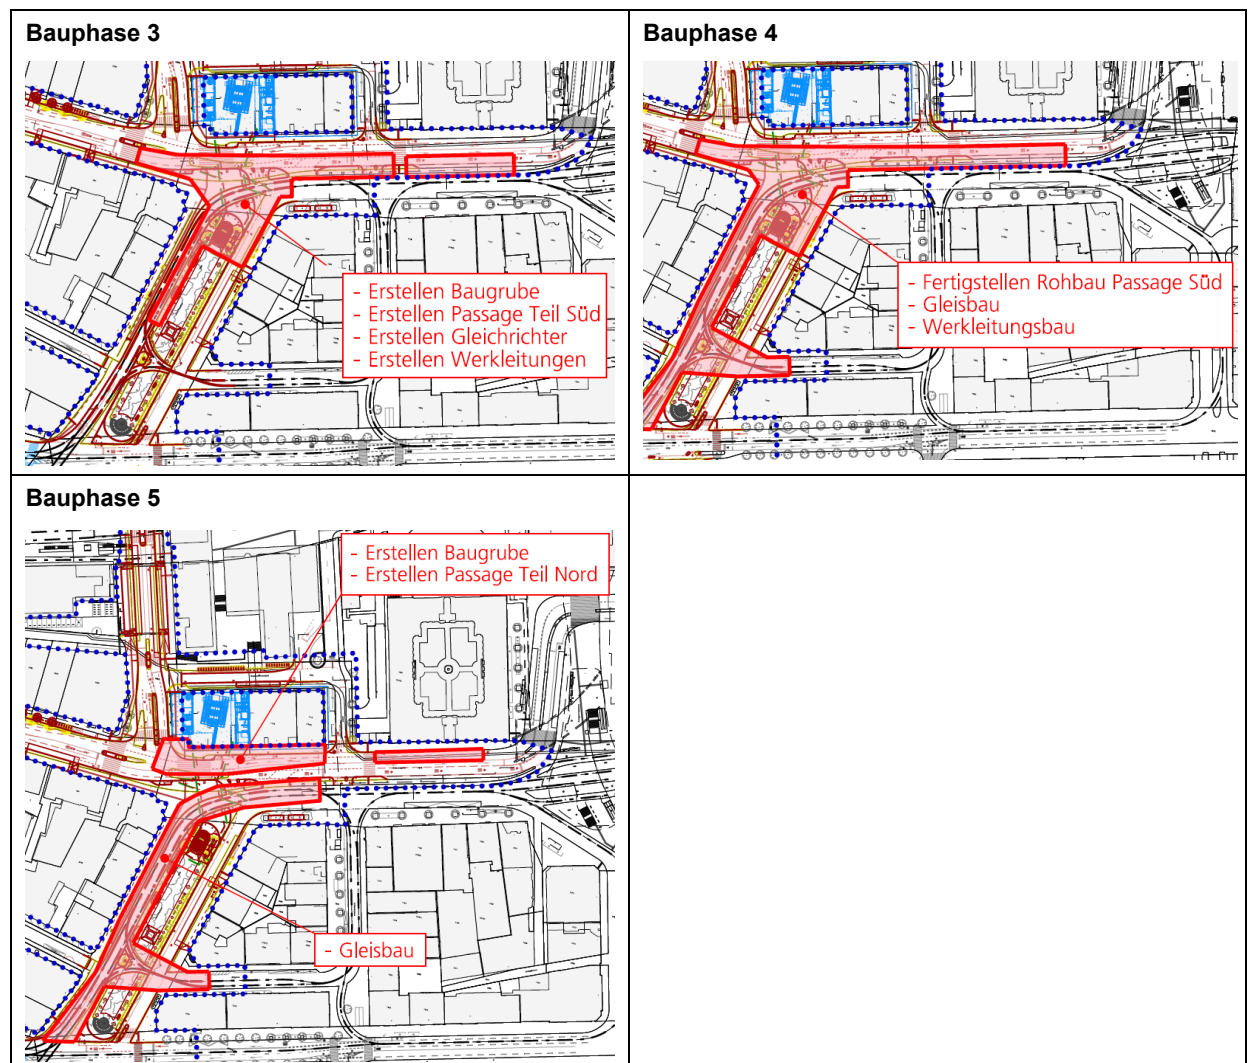 Bauphase 3
- Erstellen Baugrube
- Erstellen Passage Teil Süd
- Erstellen Gleichrichter
- Erstellen Werkleitungen
Bauphase 4
- Fertigstellen Rohbau Passage Süd
- Gleisbau
- Werkleitungsbau
Bauphase 5
- Erstellen Baugrube
- Erstellen Passage Teil Nord
- Gleisbau